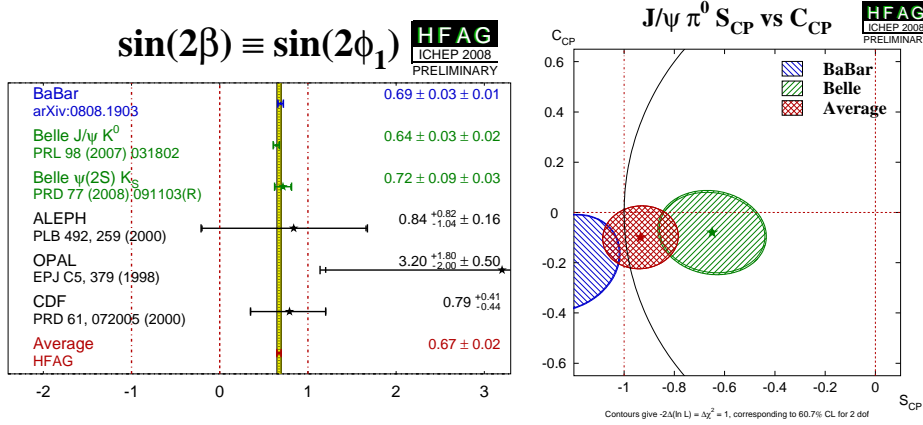 sin(2β) ≡ sin(2ϕ₁)
HFAG
ICHEP 2008
PRELIMINARY
BaBar
arXiv:0808.1903
0.69 ± 0.03 ± 0.01
Belle J/ψ K⁰
PRL 98 (2007) 031802
0.64 ± 0.03 ± 0.02
Belle ψ(2S) K_S
PRD 77 (2008) 091103(R)
0.72 ± 0.09 ± 0.03
ALEPH
PLB 492, 259 (2000)
0.84 +0.82 -1.04 ± 0.16
OPAL
EPJ C5, 379 (1998)
3.20 +1.80 -2.00 ± 0.50
CDF
PRD 61, 072005 (2000)
0.79 +0.41 -0.44
Average
HFAG
0.67 ± 0.02
-2 -1 0 1 2 3
J/ψ π⁰ S_CP vs C_CP
HFAG
ICHEP 2008
PRELIMINARY
C_CP
BaBar
Belle
Average
0.6
0.4
0.2
0
-0.2
-0.4
-0.6
-1 -0.8 -0.6 -0.4 -0.2 0
S_CP
Contours give -2Δ(ln L) = Δχ² = 1, corresponding to 60.7% CL for 2 dof